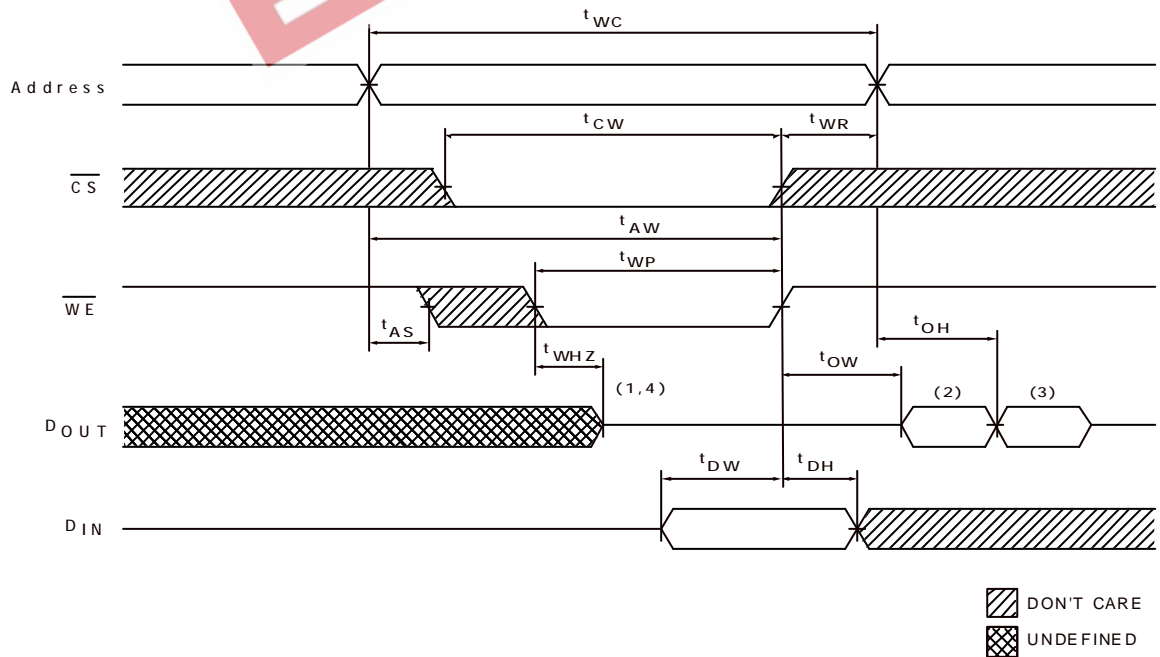 tWC
Address
tCW
tWR
CS
tAW
tWP
WE
tAS
tOH
tWHZ
tOW
(1,4)
(2)
(3)
DOUT
tDW
tDH
DIN
DON'T CARE
UNDEFINED